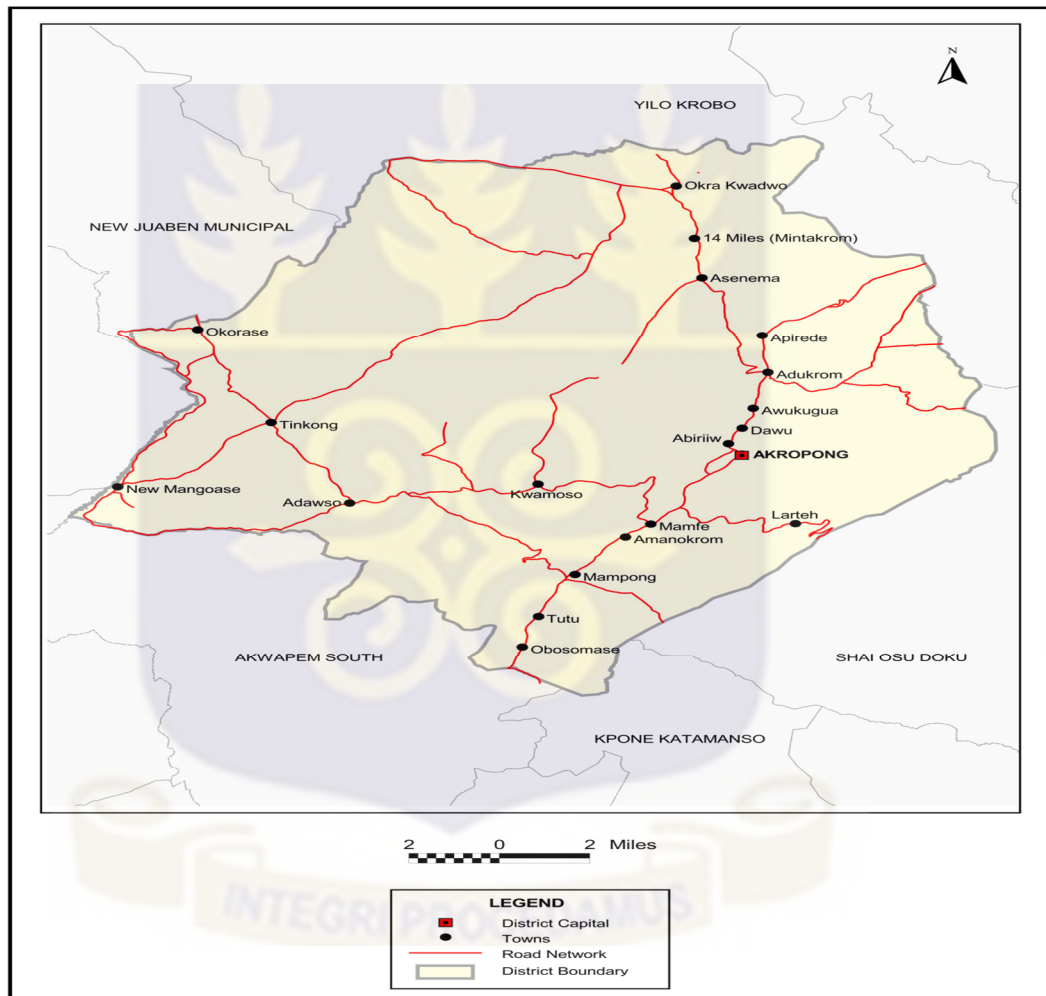 N
YILO KROBO
Okra Kwadwo
NEW JUABEN MUNICIPAL
14 Miles (Mintakrom)
Asenema
Okorase
Apirede
Adukrom
Awukugua
Tinkong
Dawu
Abiriiw
AKROPONG
New Mangoase
Kwamoso
Adawso
Larteh
Mamfe
Amanokrom
Mampong
Tutu
Obosomase
AKWAPEM SOUTH
SHAI OSU DOKU
KPONE KATAMANSO
2 0 2 Miles
LEGEND
District Capital
Towns
Road Network
District Boundary
INTEGRI PROCEDAMUS